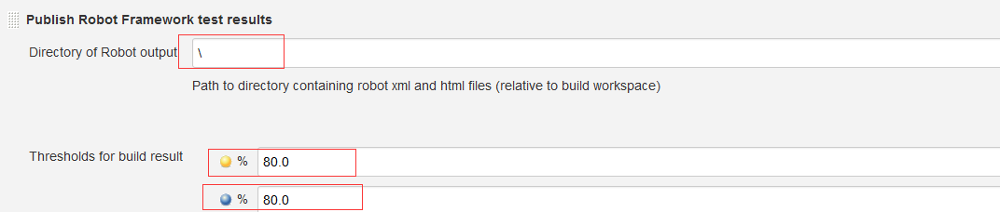 Publish Robot Framework test results
Directory of Robot output \
Path to directory containing robot xml and html files (relative to build workspace)
Thresholds for build result % 80.0
% 80.0